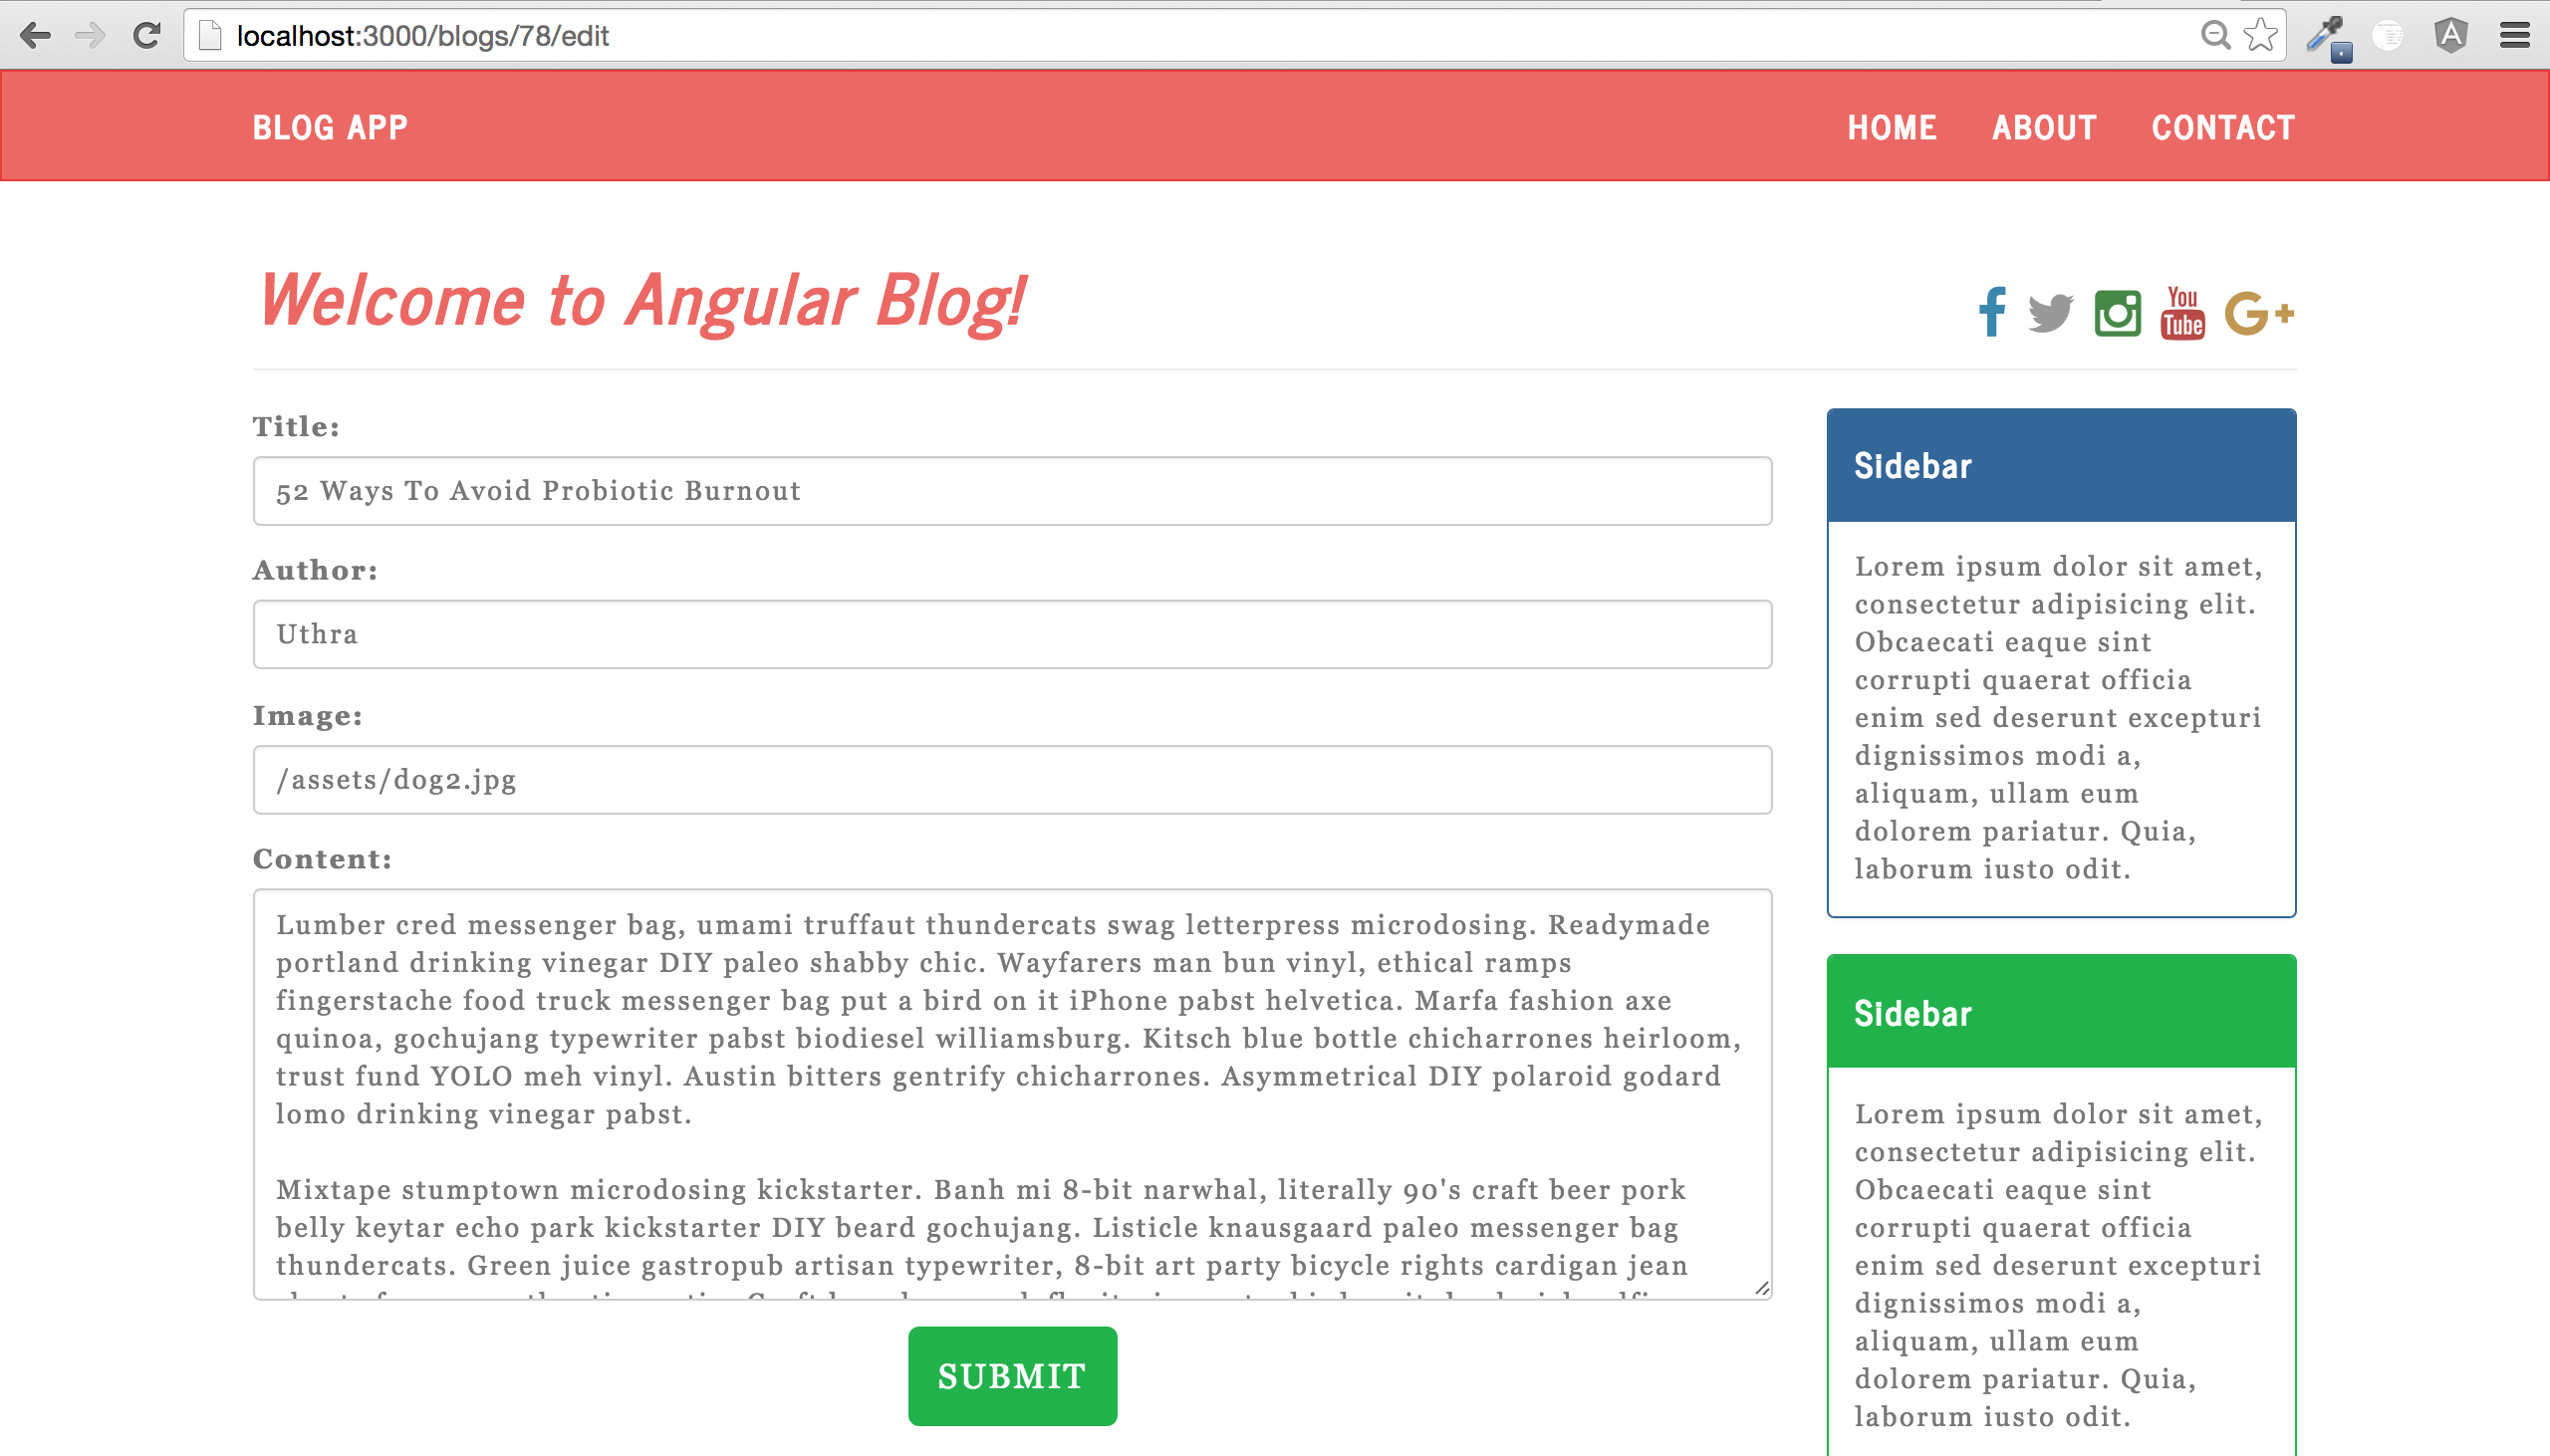 localhost:3000/blogs/78/edit
BLOG APP
HOME ABOUT CONTACT
Welcome to Angular Blog!
You
Tube
G+
Title:
52 Ways To Avoid Probiotic Burnout
Author:
Uthra
Image:
/assets/dog2.jpg
Content:
Lumber cred messenger bag, umami truffaut thundercats swag letterpress microdosing. Readymade
portland drinking vinegar DIY paleo shabby chic. Wayfarers man bun vinyl, ethical ramps
fingerstache food truck messenger bag put a bird on it iPhone pabst helvetica. Marfa fashion axe
quinoa, gochujang typewriter pabst biodiesel williamsburg. Kitsch blue bottle chicharrones heirloom,
trust fund YOLO meh vinyl. Austin bitters gentrify chicharrones. Asymmetrical DIY polaroid godard
lomo drinking vinegar pabst.
Mixtape stumptown microdosing kickstarter. Banh mi 8-bit narwhal, literally 90's craft beer pork
belly keytar echo park kickstarter DIY beard gochujang. Listicle knausgaard paleo messenger bag
thundercats. Green juice gastropub artisan typewriter, 8-bit art party bicycle rights cardigan jean
SUBMIT
Sidebar
Lorem ipsum dolor sit amet,
consectetur adipisicing elit.
Obcaecati eaque sint
corrupti quaerat officia
enim sed deserunt excepturi
dignissimos modi a,
aliquam, ullam eum
dolorem pariatur. Quia,
laborum iusto odit.
Sidebar
Lorem ipsum dolor sit amet,
consectetur adipisicing elit.
Obcaecati eaque sint
corrupti quaerat officia
enim sed deserunt excepturi
dignissimos modi a,
aliquam, ullam eum
dolorem pariatur. Quia,
laborum iusto odit.